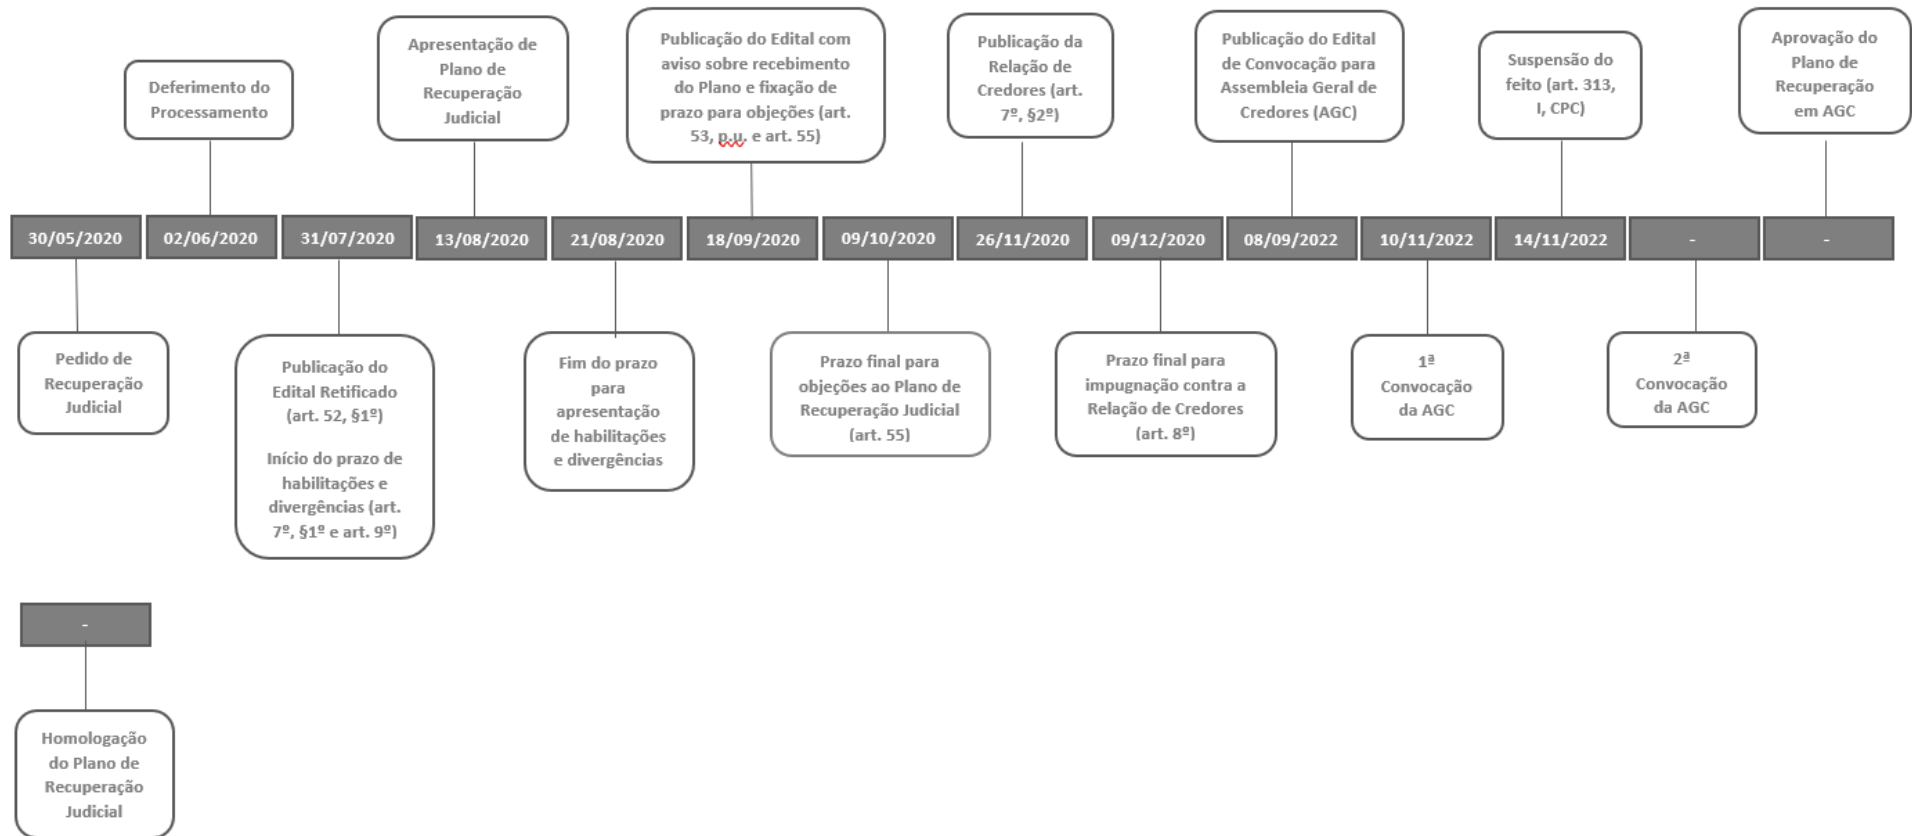 Deferimento do
Processamento
Apresentação de
Plano de
Recuperação
Judicial
Publicação do Edital com
aviso sobre recebimento
do Plano e fixação de
prazo para objeções (art.
53, p.u. e art. 55)
Publicação da
Relação de
Credores (art.
7º, §2º)
Publicação do Edital
de Convocação para
Assembleia Geral de
Credores (AGC)
Suspensão do
feito (art. 313,
I, CPC)
Aprovação do
Plano de
Recuperação
em AGC
30/05/2020
02/06/2020
31/07/2020
13/08/2020
21/08/2020
18/09/2020
09/10/2020
26/11/2020
09/12/2020
08/09/2022
10/11/2022
14/11/2022
-
-
Pedido de
Recuperação
Judicial
Publicação do
Edital Retificado
(art. 52, §1º)
Início do prazo de
habilitações e
divergências (art.
7º, §1º e art. 9º)
Fim do prazo
para
apresentação
de habilitações
e divergências
Prazo final para
objeções ao Plano de
Recuperação Judicial
(art. 55)
Prazo final para
impugnação contra a
Relação de Credores
(art. 8º)
1ª
Convocação
da AGC
2ª
Convocação
da AGC
-
Homologação
do Plano de
Recuperação
Judicial